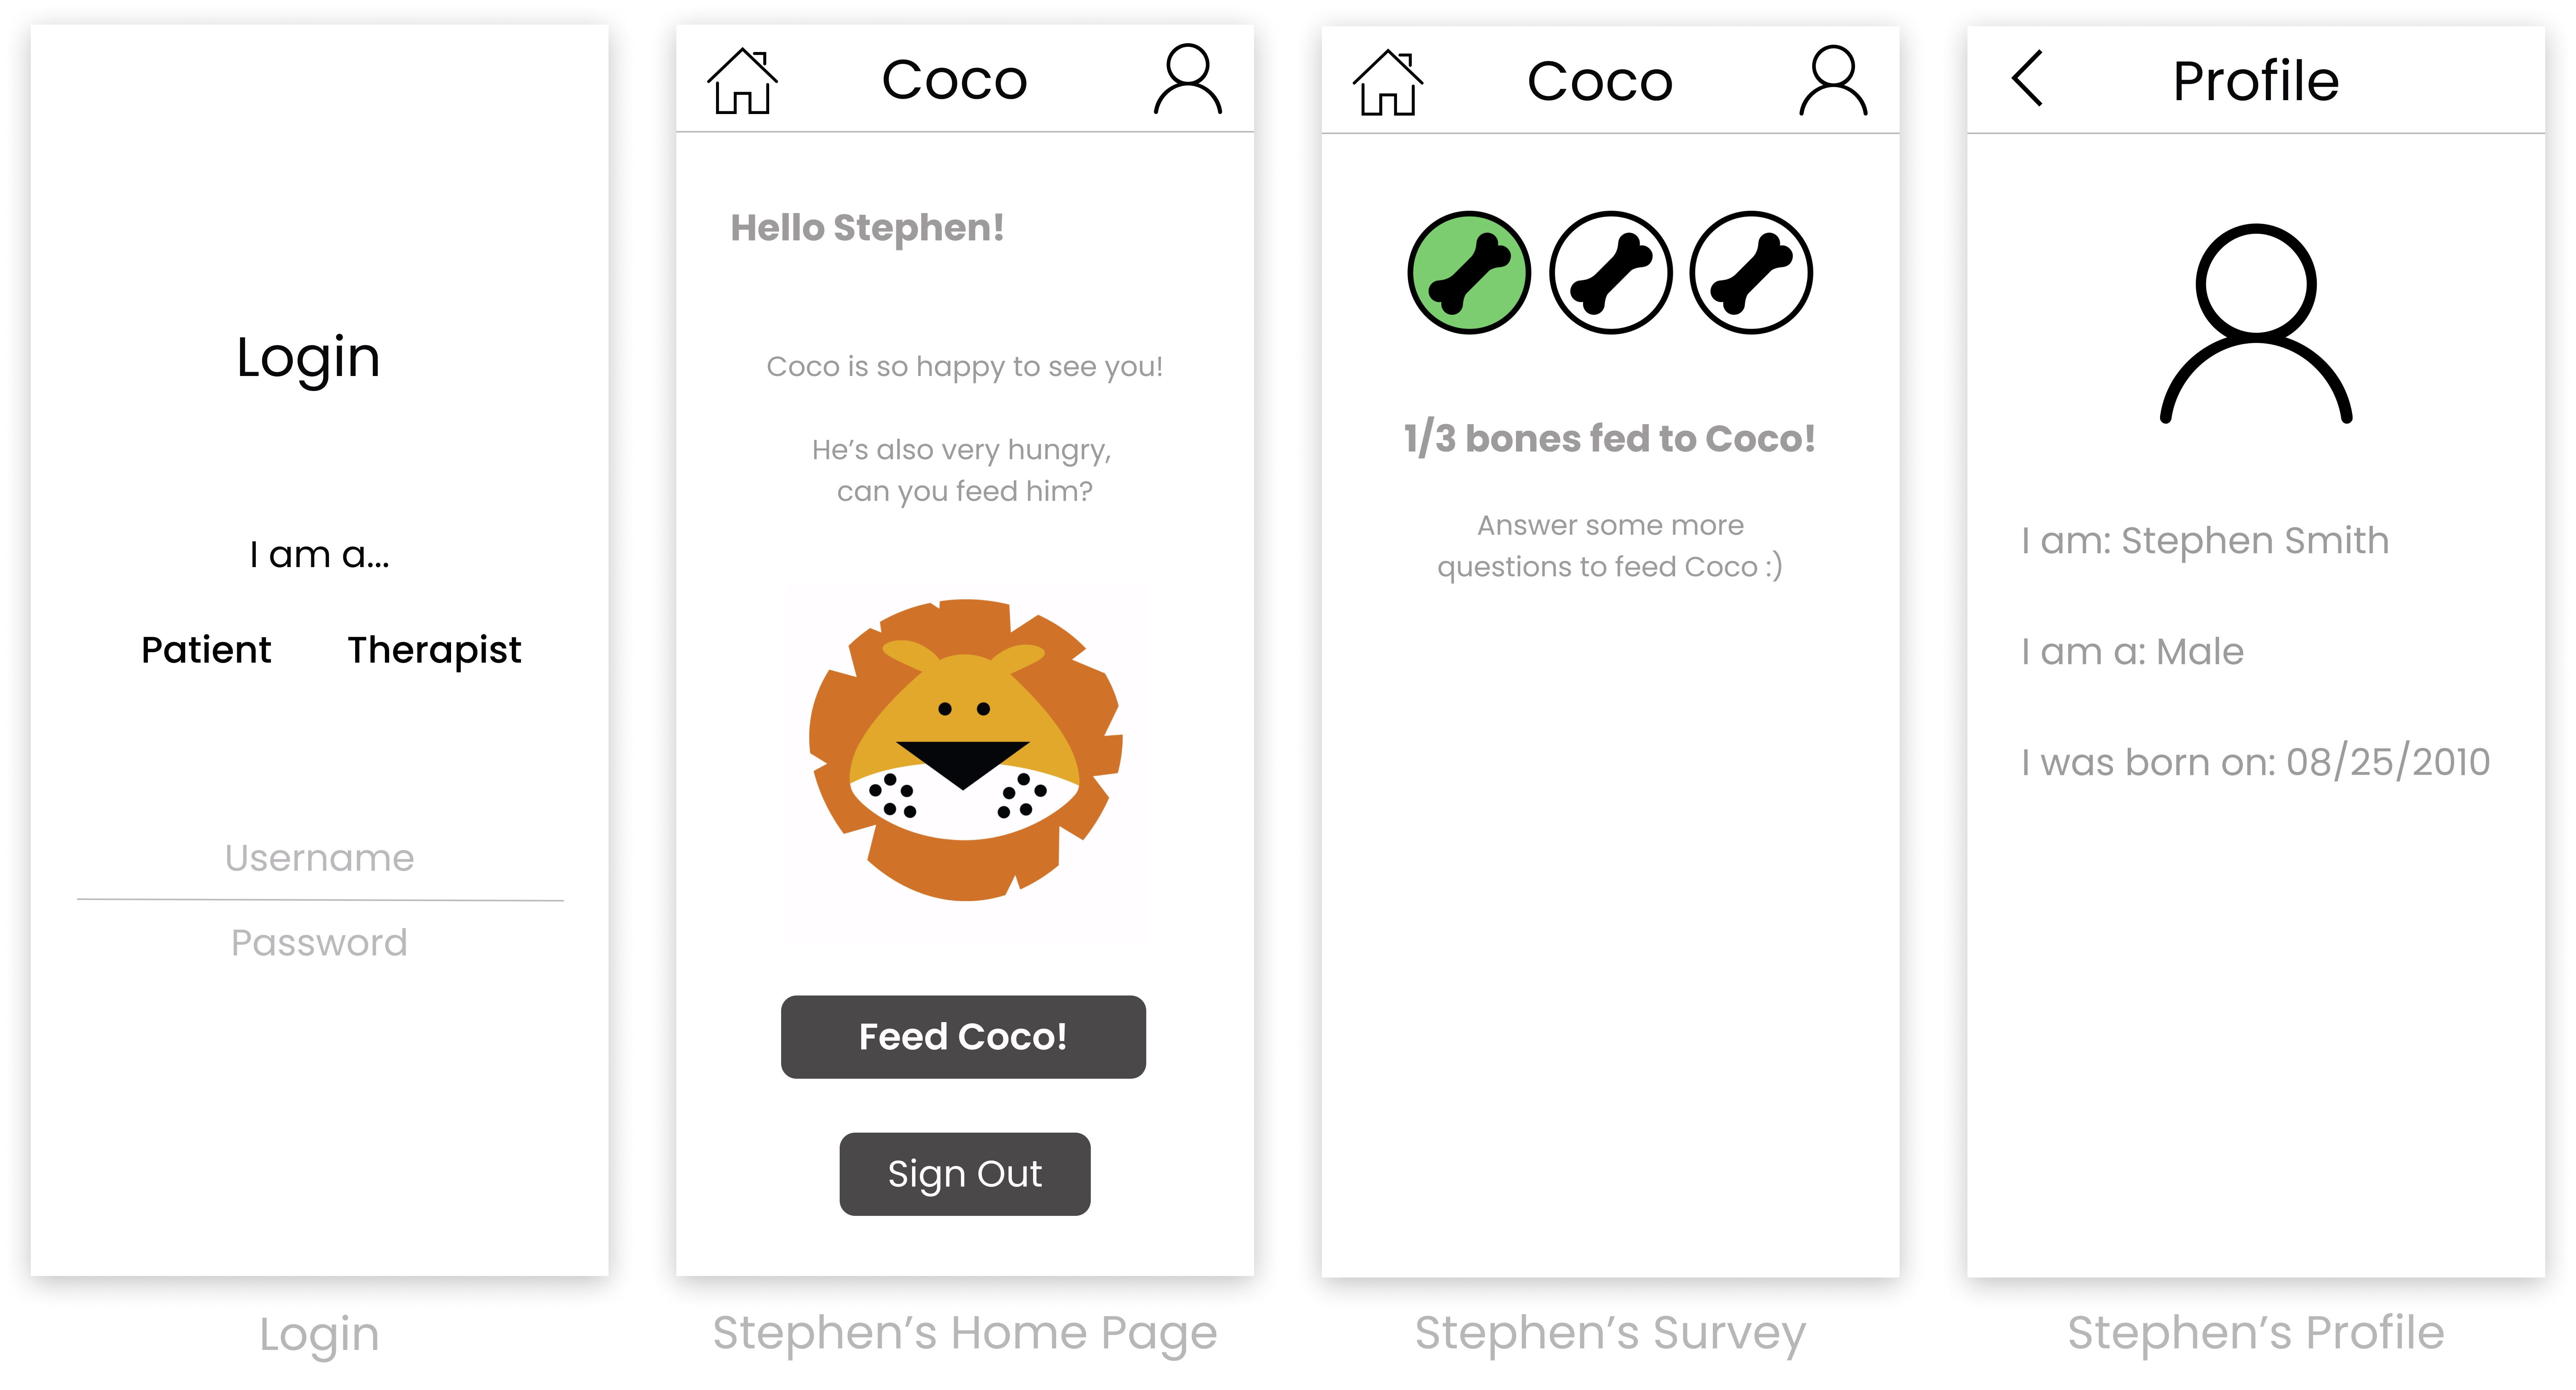 Login
I am a...
Patient Therapist
Username
Password
Login
Coco
Hello Stephen!
Coco is so happy to see you!
He's also very hungry,
can you feed him?
Feed Coco!
Sign Out
Stephen's Home Page
Coco
1/3 bones fed to Coco!
Answer some more
questions to feed Coco :)
Stephen's Survey
Profile
I am: Stephen Smith
I am a: Male
I was born on: 08/25/2010
Stephen's Profile